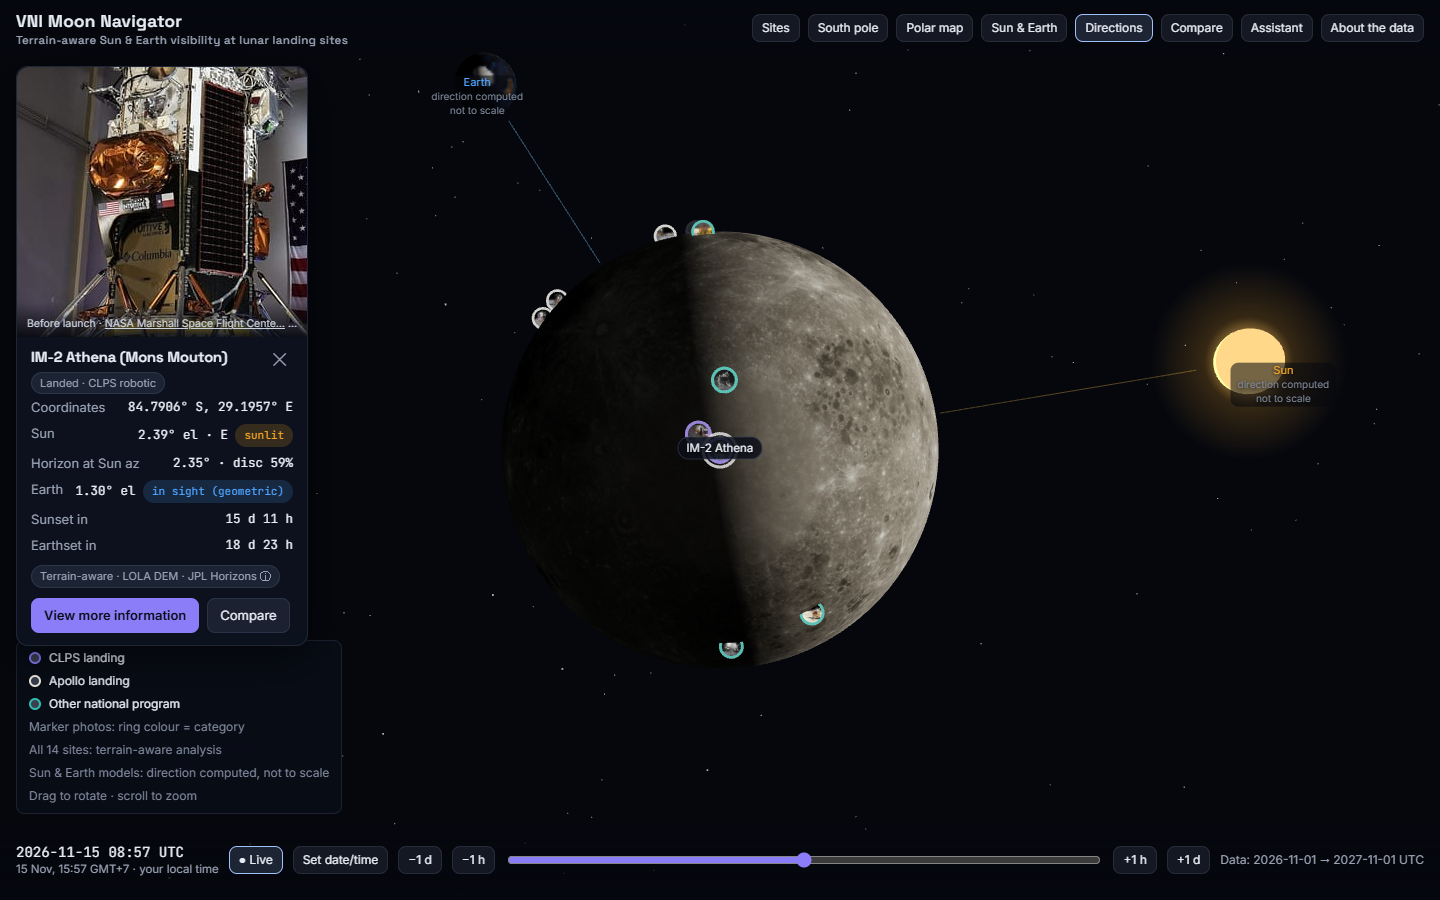 VNI Moon Navigator
Terrain-aware Sun & Earth visibility at lunar landing sites
Sites
South pole
Polar map
Sun & Earth
Directions
Compare
Assistant
About the data
Earth
direction computed
not to scale
Columbia
Before launch · NASA Marshall Space Flight Cente... ...
IM-2 Athena (Mons Mouton)
Landed · CLPS robotic
Coordinates 84.7906° S, 29.1957° E
Sun 2.39° el · E sunlit
Horizon at Sun az 2.35° · disc 59%
Earth 1.30° el in sight (geometric)
Sunset in 15 d 11 h
Earthset in 18 d 23 h
Terrain-aware · LOLA DEM · JPL Horizons ⓘ
View more information
Compare
IM-2 Athena
Sun
direction computed
not to scale
CLPS landing
Apollo landing
Other national program
Marker photos: ring colour = category
All 14 sites: terrain-aware analysis
Sun & Earth models: direction computed, not to scale
Drag to rotate · scroll to zoom
2026-11-15 08:57 UTC
15 Nov, 15:57 GMT+7 · your local time
● Live
Set date/time
−1 d
−1 h
+1 h
+1 d
Data: 2026-11-01 → 2027-11-01 UTC